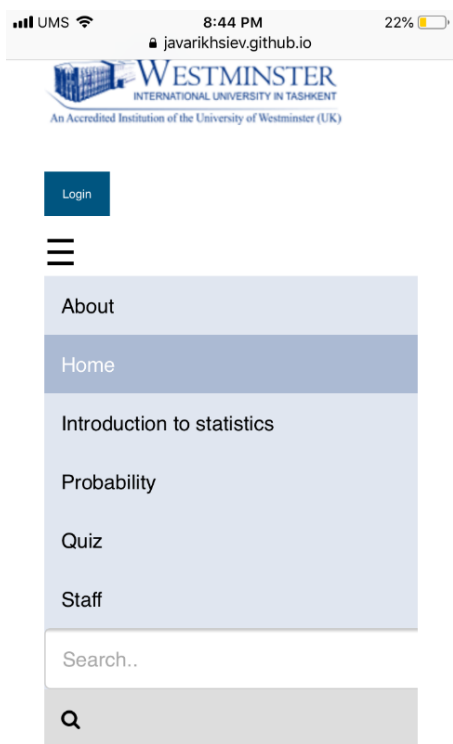 UMS 8:44 PM 22%
javarikhsiev.github.io
WESTMINSTER
INTERNATIONAL UNIVERSITY IN TASHKENT
An Accredited Institution of the University of Westminster (UK)
Login
About
Home
Introduction to statistics
Probability
Quiz
Staff
Search..